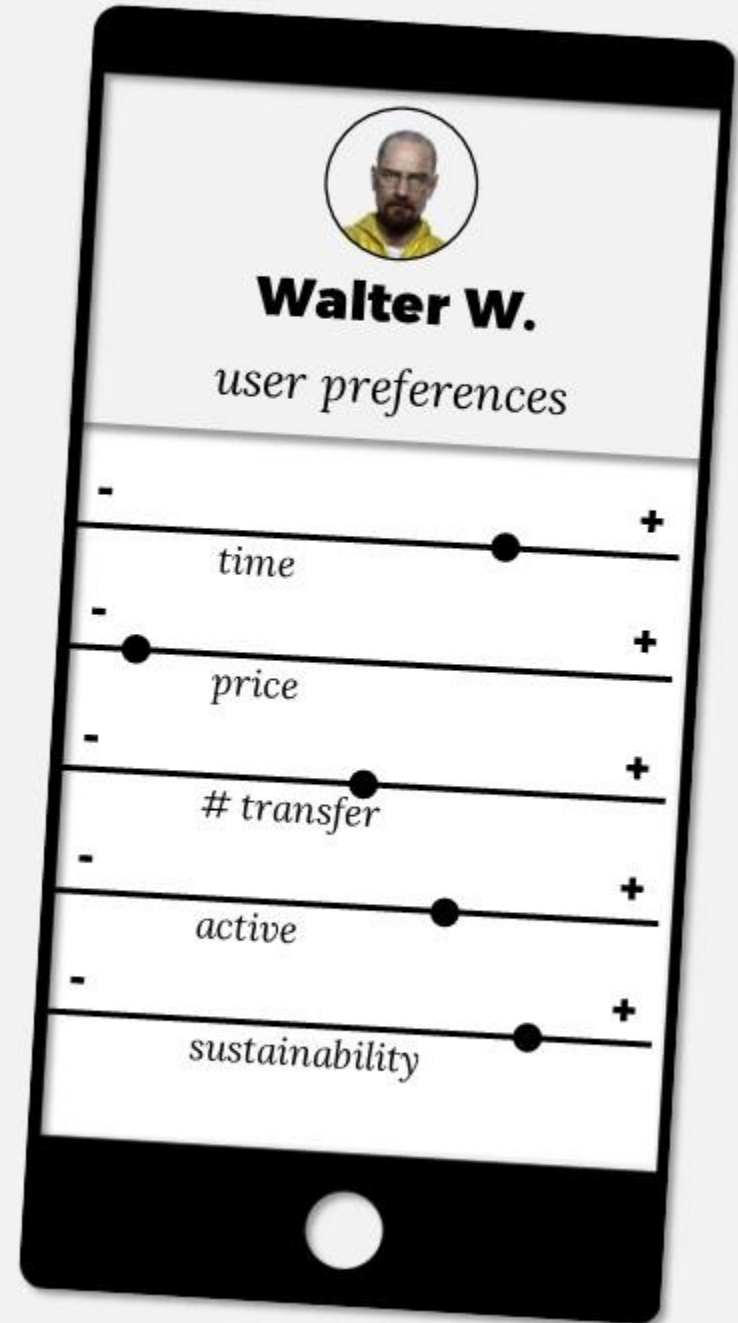 Walter W.
user preferences
- +
time
- +
price
- +
# transfer
- +
active
- +
sustainability